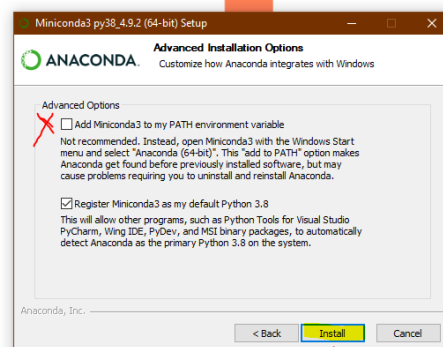 Miniconda3 py38_4.9.2 (64-bit) Setup
ANACONDA.
Advanced Installation Options
Customize how Anaconda integrates with Windows
Advanced Options
Add Miniconda3 to my PATH environment variable
Not recommended. Instead, open Miniconda3 with the Windows Start
menu and select "Anaconda (64-bit)". This "add to PATH" option makes
Anaconda get found before previously installed software, but may
cause problems requiring you to uninstall and reinstall Anaconda.
Register Miniconda3 as my default Python 3.8
This will allow other programs, such as Python Tools for Visual Studio
PyCharm, Wing IDE, PyDev, and MSI binary packages, to automatically
detect Anaconda as the primary Python 3.8 on the system.
Anaconda, Inc.
< Back
Install
Cancel